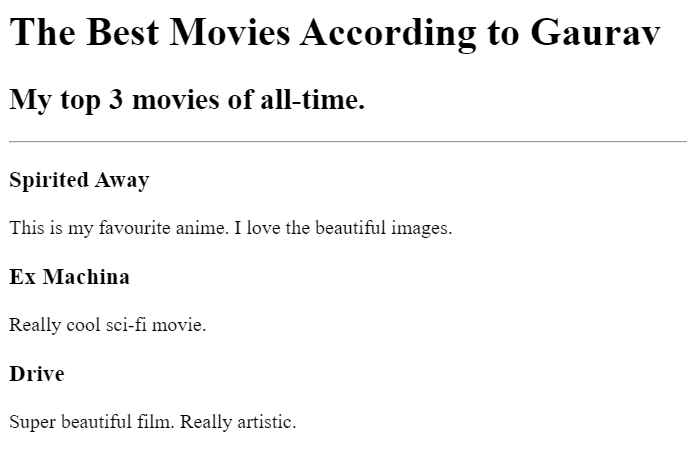 The Best Movies According to Gaurav
My top 3 movies of all-time.
Spirited Away
This is my favourite anime. I love the beautiful images.
Ex Machina
Really cool sci-fi movie.
Drive
Super beautiful film. Really artistic.